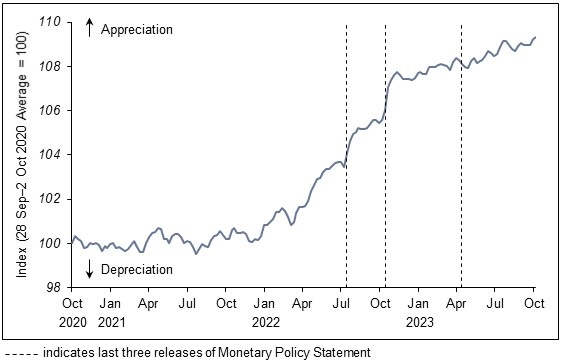 110
Appreciation
108
106
104
102
100
Depreciation
98
Index (28 Sep–2 Oct 2020 Average = 100)
Oct Jan Apr Jul Oct Jan Apr Jul Oct Jan Apr Jul Oct
2020 2021 2022 2023
indicates last three releases of Monetary Policy Statement